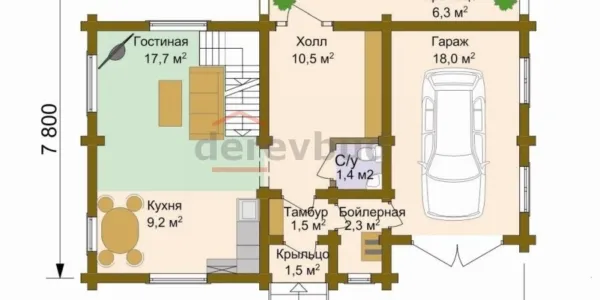 6,3 м²
Гостиная
17,7 м²
Холл
10,5 м²
Гараж
18,0 м²
7 800
С/у
1,4 м2
Кухня
9,2 м²
Тамбур
1,5 м²
Бойлерная
2,3 м²
Крыльцо
1,5 м²